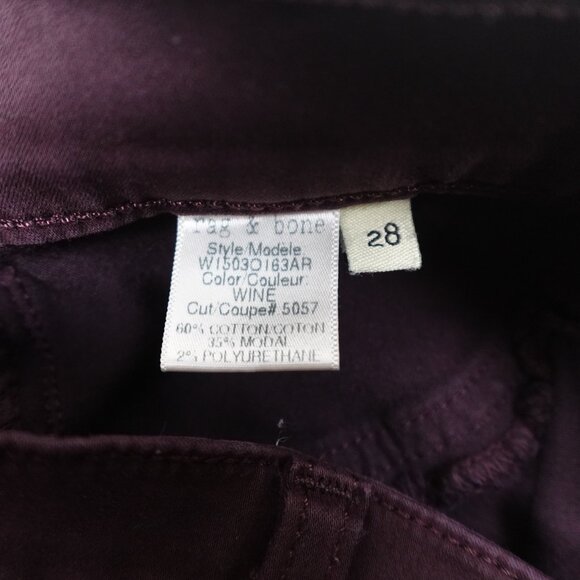 rag & bone
Style/Modele
W1503O163AR
Color/Couleur:
WINE
Cut/Coupe# 5057
60% COTTON/COTON
35% MODAL
2% POLYURETHANE
28